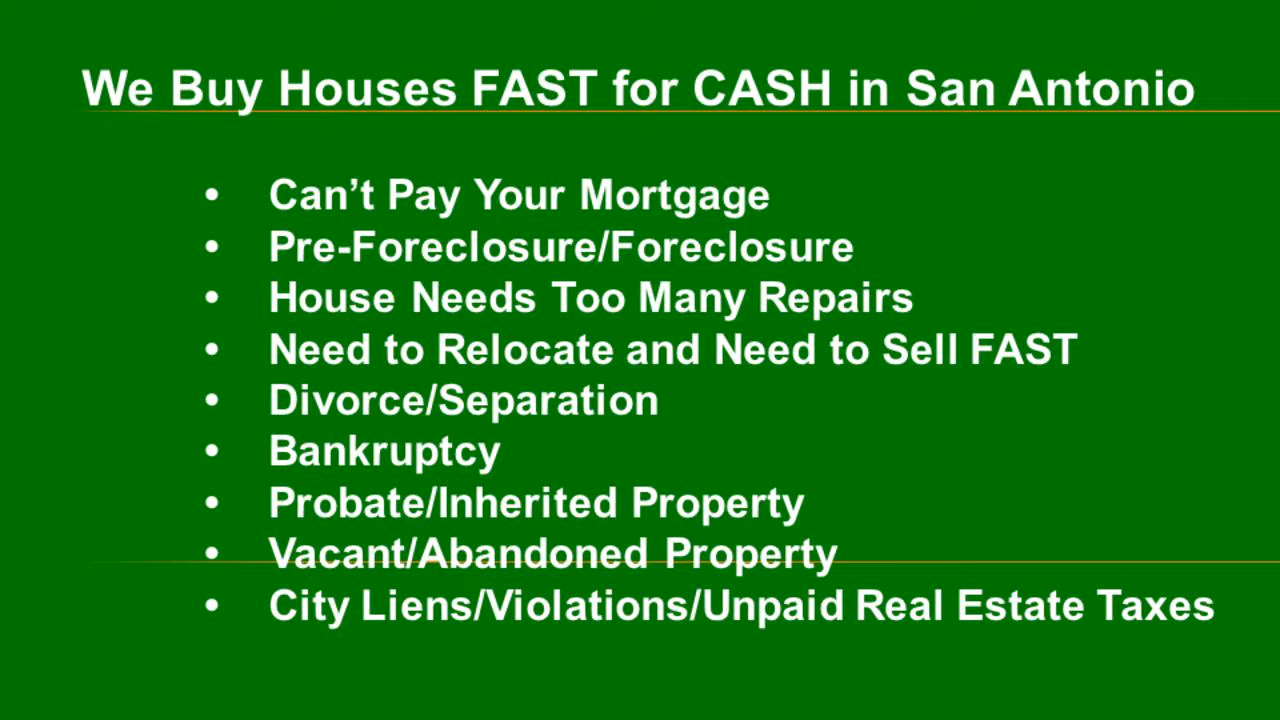 We Buy Houses FAST for CASH in San Antonio
• Can’t Pay Your Mortgage
• Pre-Foreclosure/Foreclosure
• House Needs Too Many Repairs
• Need to Relocate and Need to Sell FAST
• Divorce/Separation
• Bankruptcy
• Probate/Inherited Property
• Vacant/Abandoned Property
• City Liens/Violations/Unpaid Real Estate Taxes